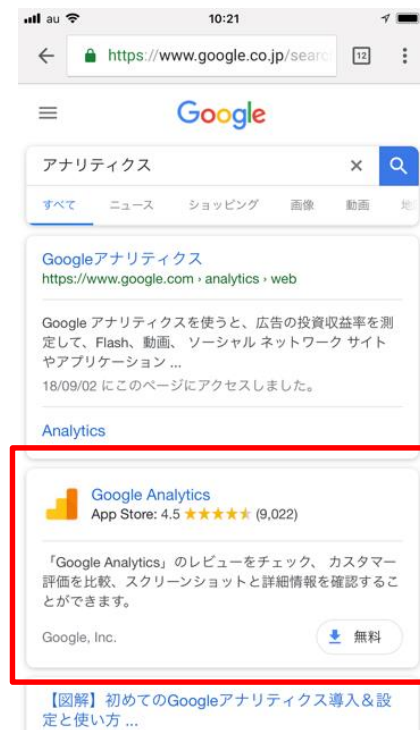 au 10:21
https://www.google.co.jp/searc
12
Google
アナリティクス
すべて ニュース ショッピング 画像 動画 地
Googleアナリティクス
https://www.google.com › analytics › web
Google アナリティクスを使うと、広告の投資収益率を測
定して、Flash、動画、 ソーシャル ネットワーク サイト
やアプリケーション ...
18/09/02 にこのページにアクセスしました。
Analytics
Google Analytics
App Store: 4.5 ★★★★★ (9,022)
「Google Analytics」のレビューをチェック、 カスタマー
評価を比較、スクリーンショットと詳細情報を確認するこ
とができます。
Google, Inc.
無料
【図解】初めてのGoogleアナリティクス導入＆設
定と使い方 ...